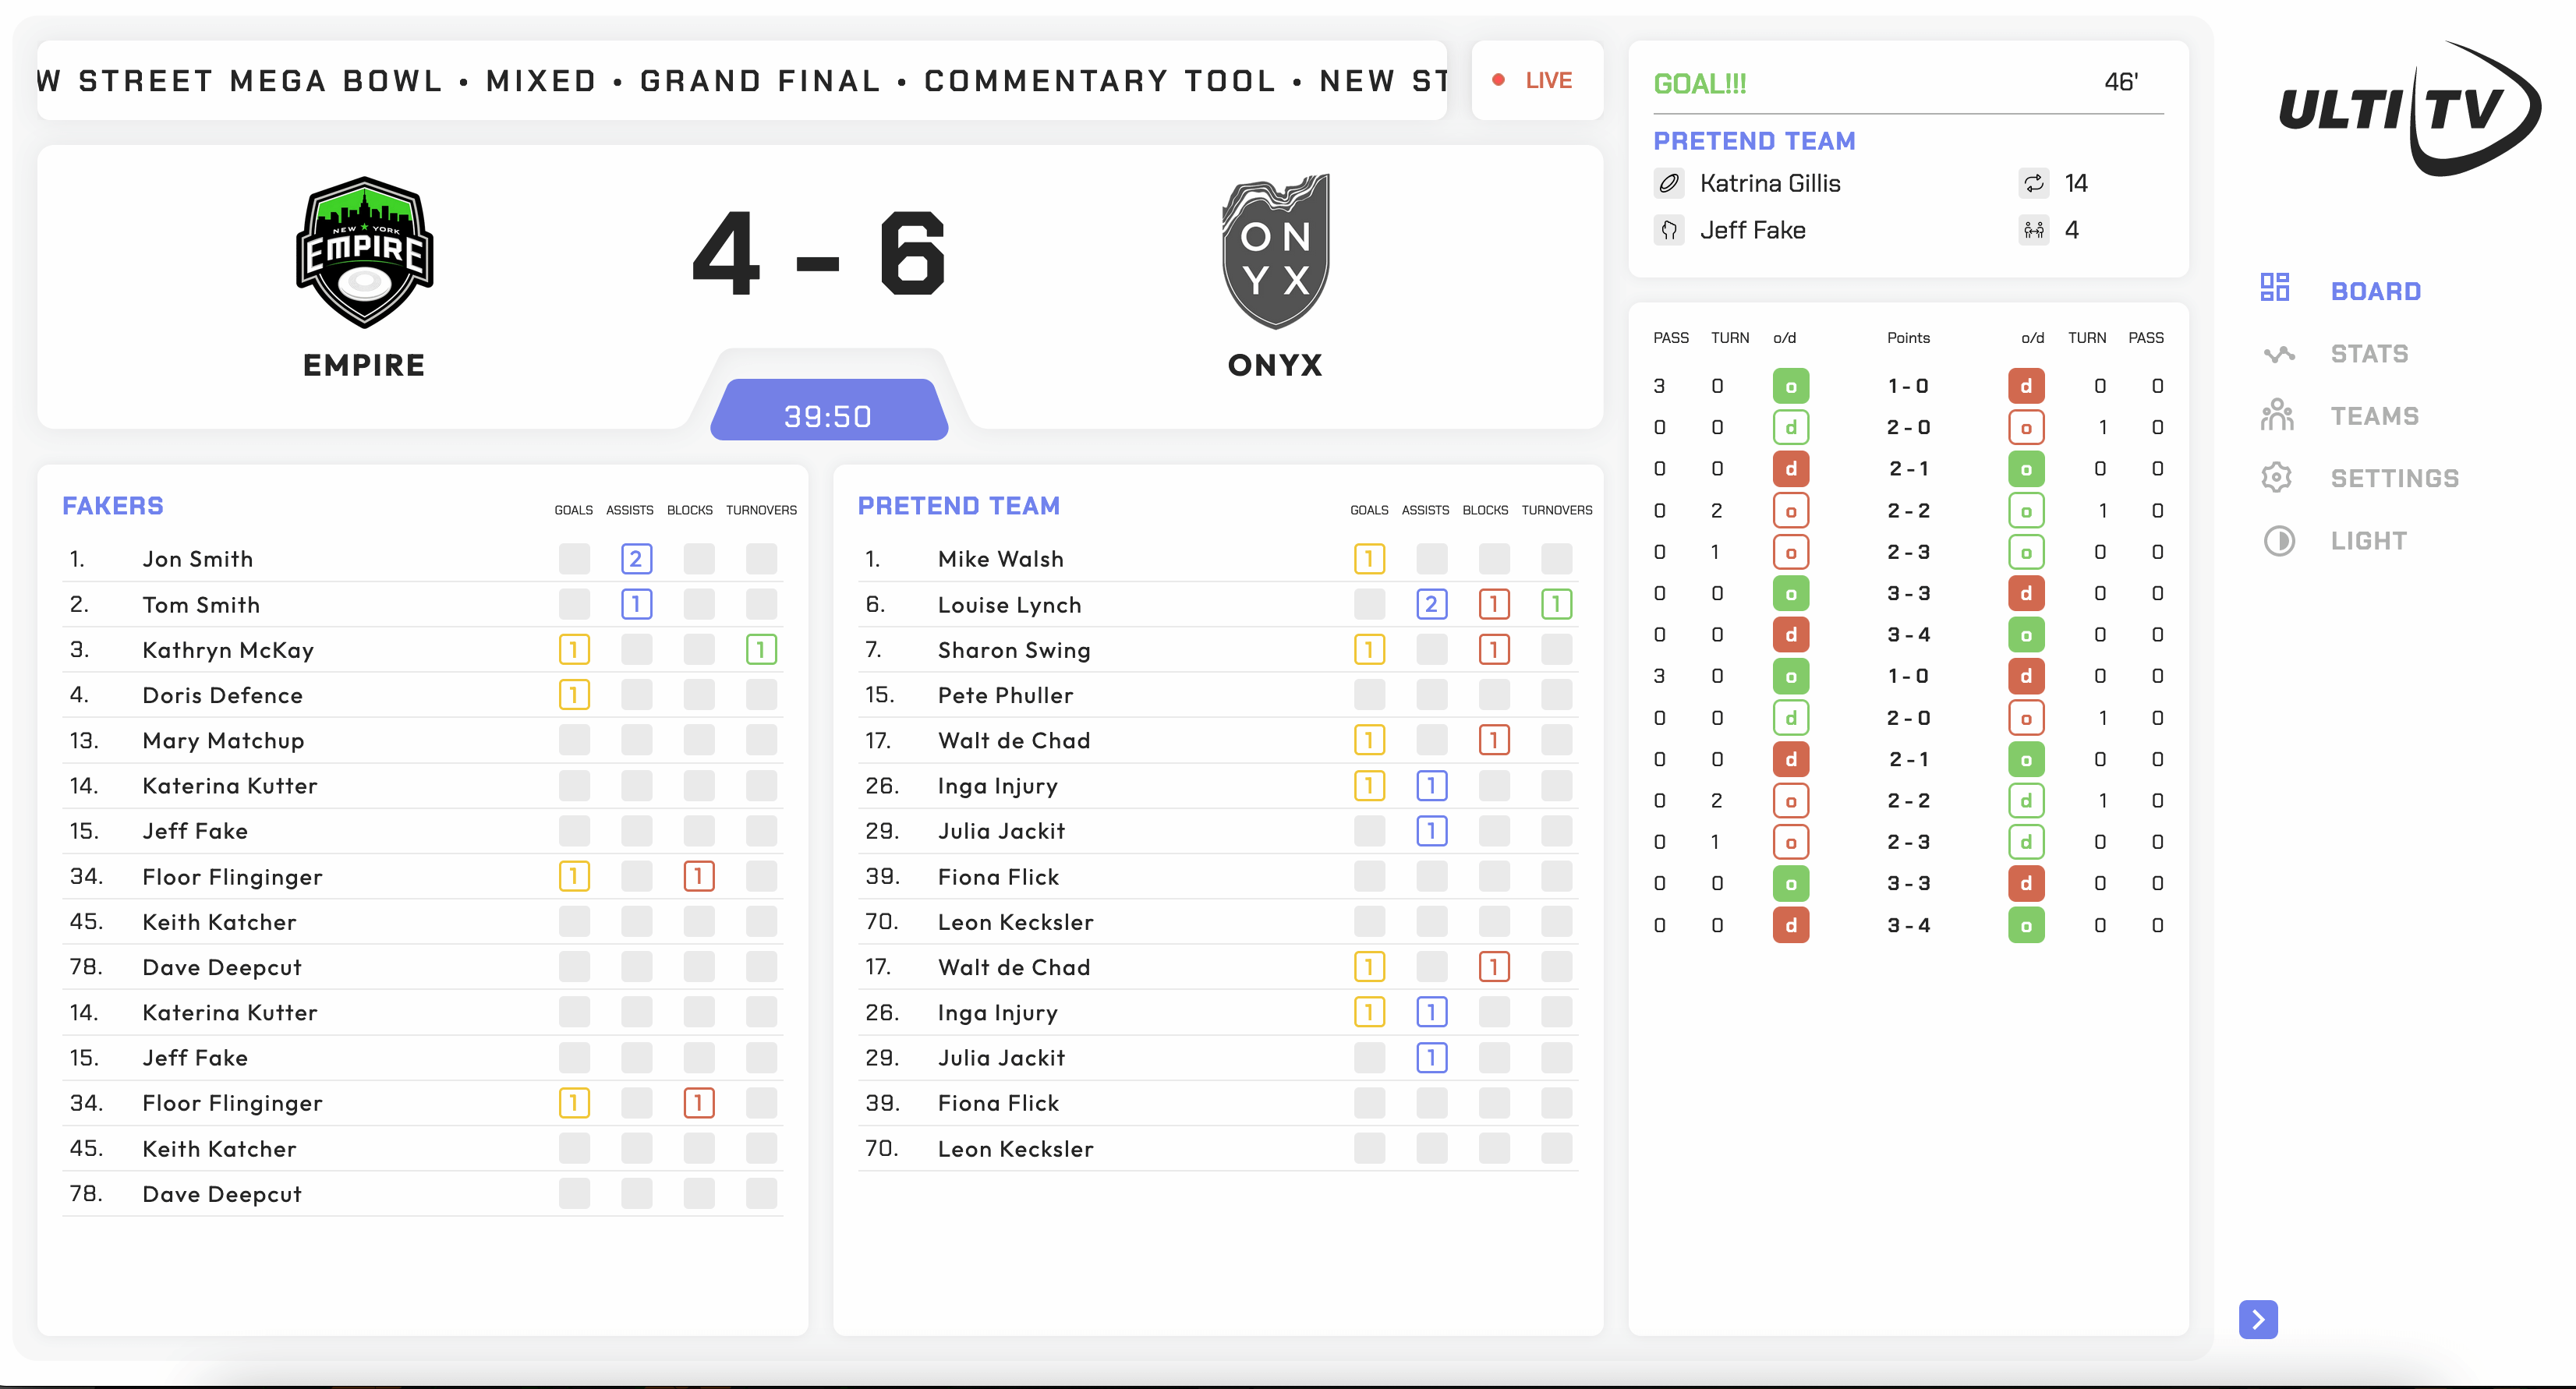 W STREET MEGA BOWL • MIXED • GRAND FINAL • COMMENTARY TOOL • NEW ST
LIVE
NEW YORK
EMPIRE
EMPIRE
4 - 6
39:50
ON
YX
ONYX
FAKERS GOALS ASSISTS BLOCKS TURNOVERS
1. Jon Smith 2
2. Tom Smith 1
3. Kathryn McKay 1 1
4. Doris Defence 1
13. Mary Matchup
14. Katerina Kutter
15. Jeff Fake
34. Floor Flinginger 1 1
45. Keith Katcher
78. Dave Deepcut
14. Katerina Kutter
15. Jeff Fake
34. Floor Flinginger 1 1
45. Keith Katcher
78. Dave Deepcut
PRETEND TEAM GOALS ASSISTS BLOCKS TURNOVERS
1. Mike Walsh 1
6. Louise Lynch 2 1 1
7. Sharon Swing 1 1
15. Pete Phuller
17. Walt de Chad 1 1
26. Inga Injury 1 1
29. Julia Jackit 1
39. Fiona Flick
70. Leon Kecksler
17. Walt de Chad 1 1
26. Inga Injury 1 1
29. Julia Jackit 1
39. Fiona Flick
70. Leon Kecksler
GOAL!!! 46'
PRETEND TEAM
Katrina Gillis 14
Jeff Fake 4
PASS TURN o/d Points o/d TURN PASS
3 0 o 1 - 0 d 0 0
0 0 d 2 - 0 o 1 0
0 0 d 2 - 1 o 0 0
0 2 o 2 - 2 o 1 0
0 1 o 2 - 3 o 0 0
0 0 o 3 - 3 d 0 0
0 0 d 3 - 4 o 0 0
3 0 o 1 - 0 d 0 0
0 0 d 2 - 0 o 1 0
0 0 d 2 - 1 o 0 0
0 2 o 2 - 2 d 1 0
0 1 o 2 - 3 d 0 0
0 0 o 3 - 3 d 0 0
0 0 d 3 - 4 o 0 0
ULTI TV
BOARD
STATS
TEAMS
SETTINGS
LIGHT